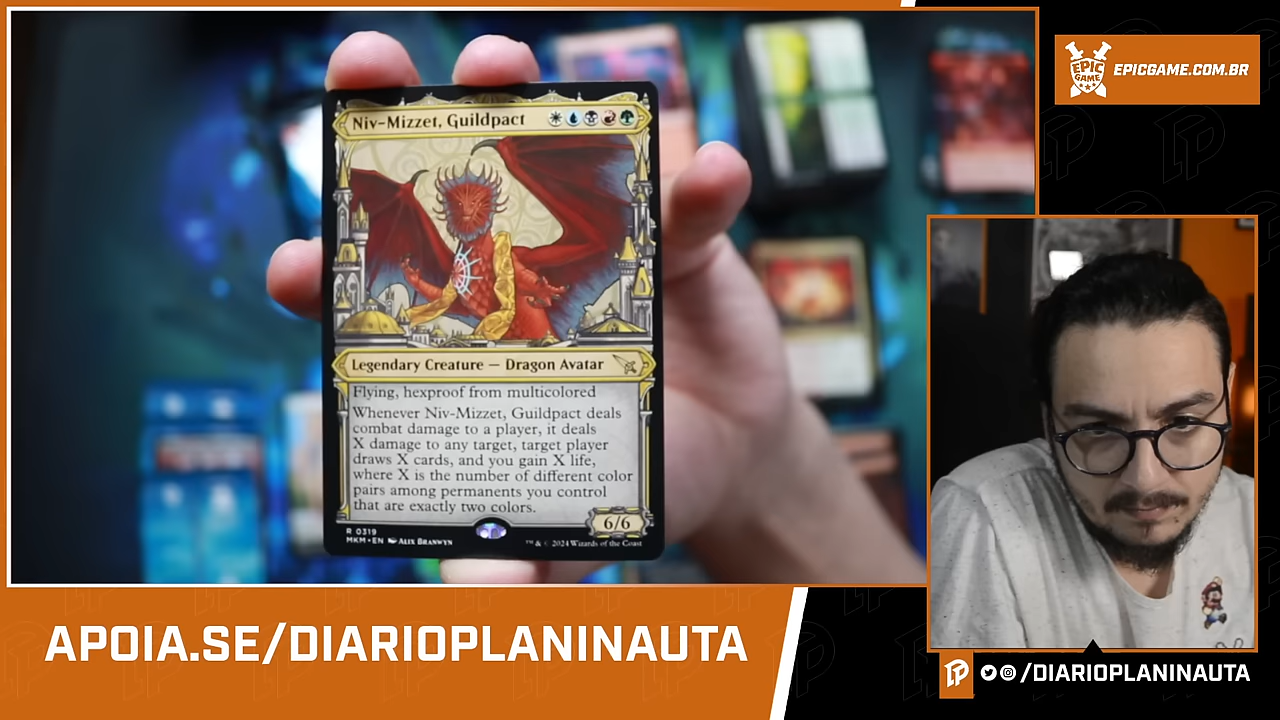 Niv-Mizzet, Guildpact
Legendary Creature — Dragon Avatar
Flying, hexproof from multicolored
Whenever Niv-Mizzet, Guildpact deals
combat damage to a player, it deals
X damage to any target, target player
draws X cards, and you gain X life,
where X is the number of different color
pairs among permanents you control
that are exactly two colors.
6/6
R 0319
MKM • EN ALIX BRANWYN
™ & © 2024 Wizards of the Coast
EPIC
GAME
EPICGAME.COM.BR
APOIA.SE/DIARIOPLANINAUTA
/DIARIOPLANINAUTA